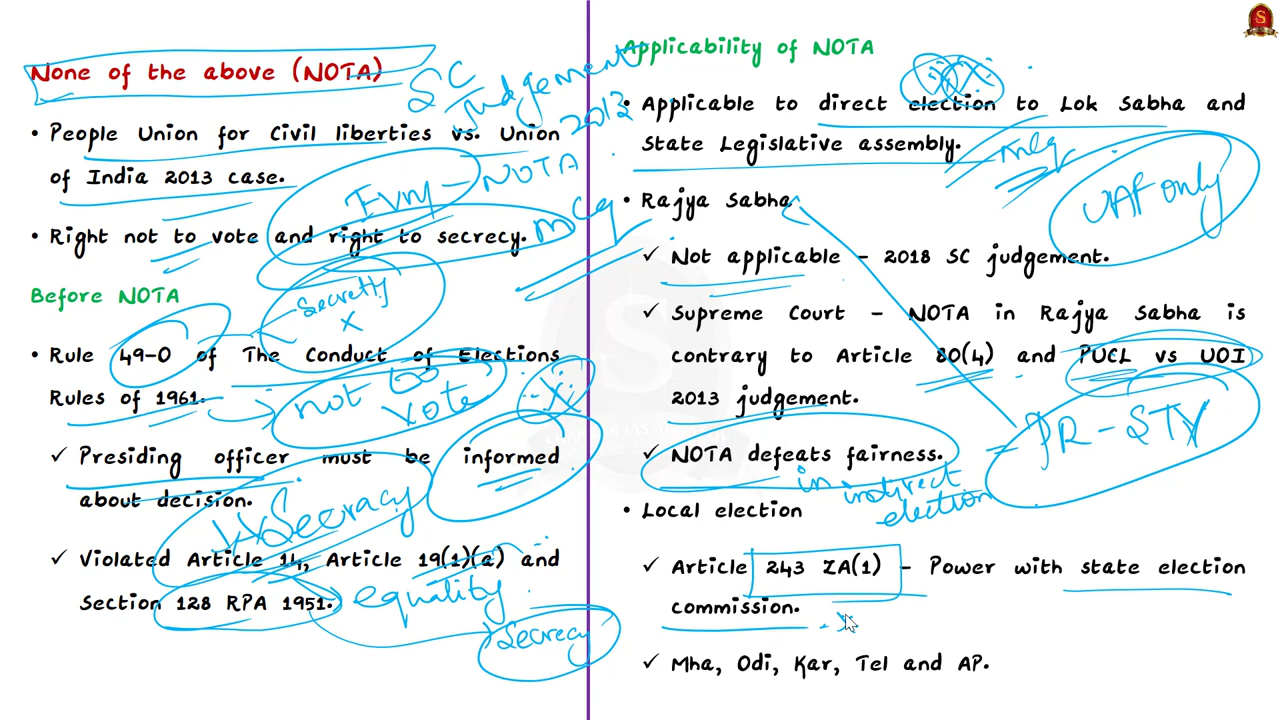 None of the above (NOTA)
SC
judgement
2013
• People Union for Civil liberties vs. Union
of India 2013 case.
EVM - NOTA
• Right not to vote and right to secrecy.
mcq
Before NOTA
Secretly
X
• Rule 49-O of The Conduct of Elections
Rules of 1961.
not to
vote
✓ Presiding officer must be informed
about decision.
Secracy
✓ Violated Article 14, Article 19(1)(a) and
Section 128 RPA 1951.
equality
Secrecy
Applicability of NOTA
• Applicable to direct election to Lok Sabha and
State Legislative assembly.
mcq
UAF only
• Rajya Sabha
✓ Not applicable - 2018 SC judgement.
✓ Supreme Court - NOTA in Rajya Sabha is
contrary to Article 80(4) and PUCL vs UOI
2013 judgement.
PR - STV
✓ NOTA defeats fairness.
in indirect
election
• Local election
✓ Article 243 ZA(1) - Power with state election
commission.
✓ Mha, Odi, Kar, Tel and AP.